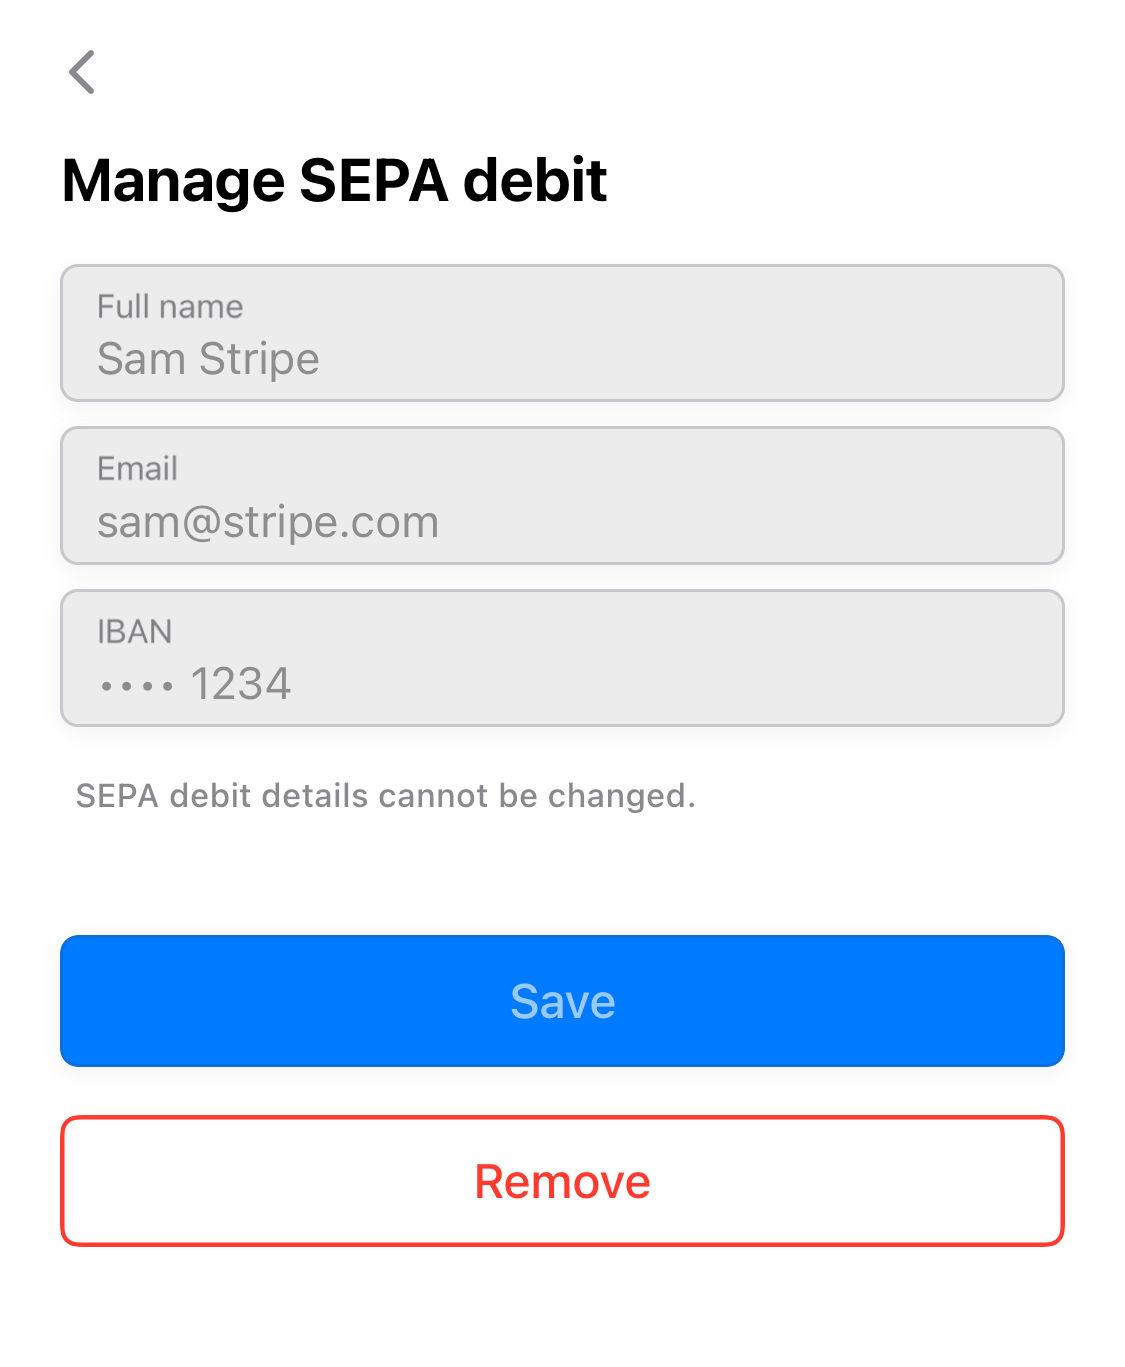 Manage SEPA debit
Full name
Sam Stripe
Email
sam@stripe.com
IBAN
•••• 1234
SEPA debit details cannot be changed.
Save
Remove